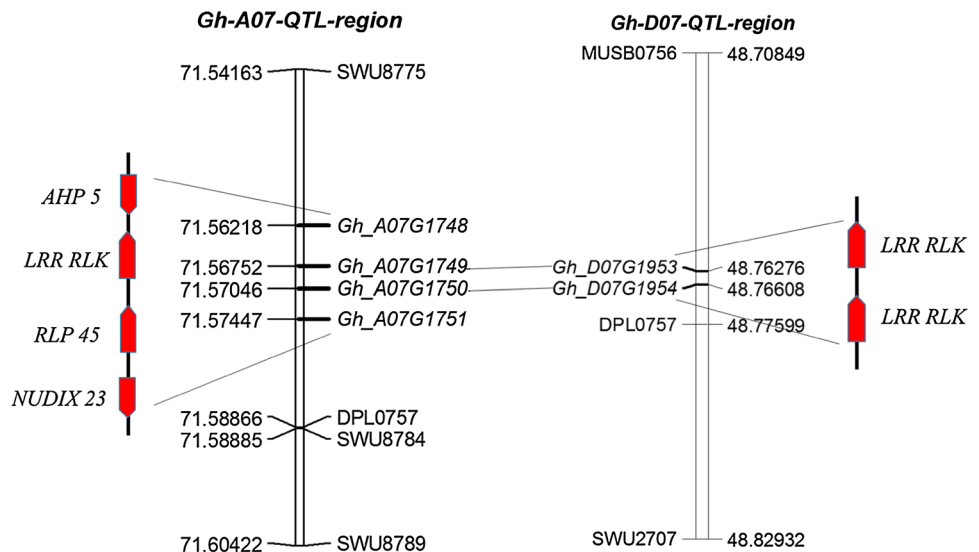 Gh-A07-QTL-region
Gh-D07-QTL-region
71.54163 SWU8775
MUSB0756 48.70849
AHP 5
LRR RLK
RLP 45
NUDIX 23
71.56218 Gh_A07G1748
71.56752 Gh_A07G1749
71.57046 Gh_A07G1750
71.57447 Gh_A07G1751
71.58866 DPL0757
71.58885 SWU8784
71.60422 SWU8789
Gh_D07G1953 48.76276
Gh_D07G1954 48.76608
DPL0757 48.77599
SWU2707 48.82932
LRR RLK
LRR RLK